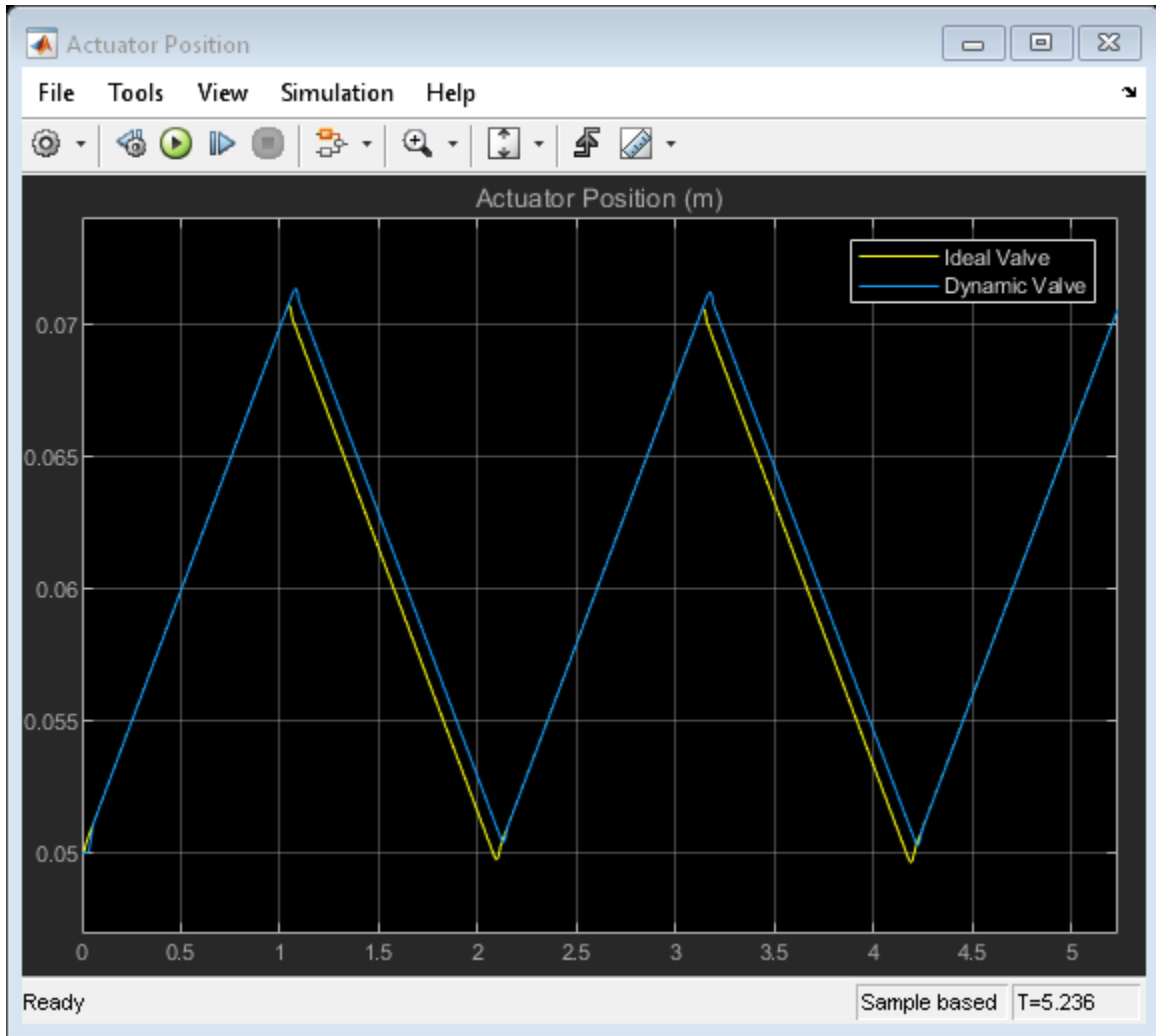 Actuator Position
File Tools View Simulation Help
Actuator Position (m)
Ideal Valve
Dynamic Valve
0.07
0.065
0.06
0.055
0.05
0 0.5 1 1.5 2 2.5 3 3.5 4 4.5 5
Ready Sample based T=5.236